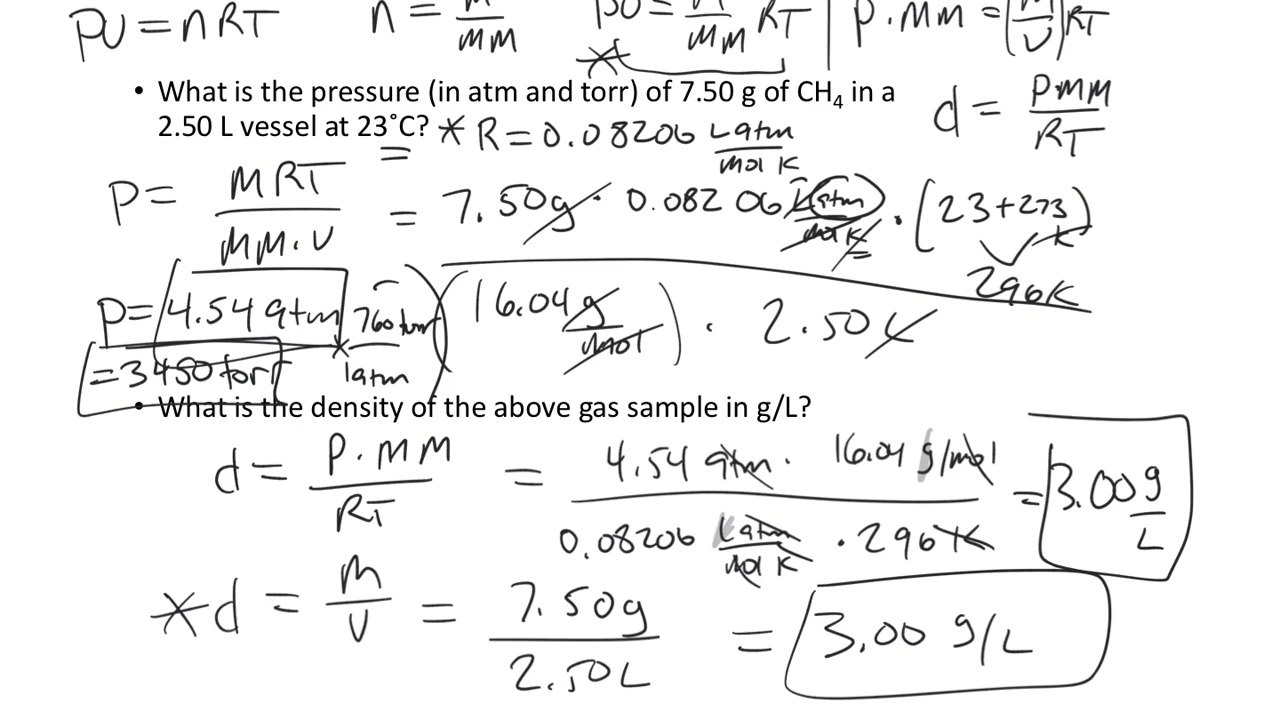 PV = nRT n = m/MM PV = m/MM RT | P·MM = (m/V)RT
• What is the pressure (in atm and torr) of 7.50 g of CH₄ in a
2.50 L vessel at 23˚C? * R = 0.08206 L atm/mol K
d = PMM/RT
P = MRT/MM·V = 7.50g · 0.08206 L atm/mol K · (23+273)K
296K
(16.04 g/mol) · 2.50 L
P = 4.54 atm * 760 torr/1 atm
= 3450 torr
• What is the density of the above gas sample in g/L?
d = P·MM/RT = 4.54 atm · 16.04 g/mol / 0.08206 L atm/mol K · 296K = 3.00 g/L
*d = m/V = 7.50g/2.50L = 3.00 g/L